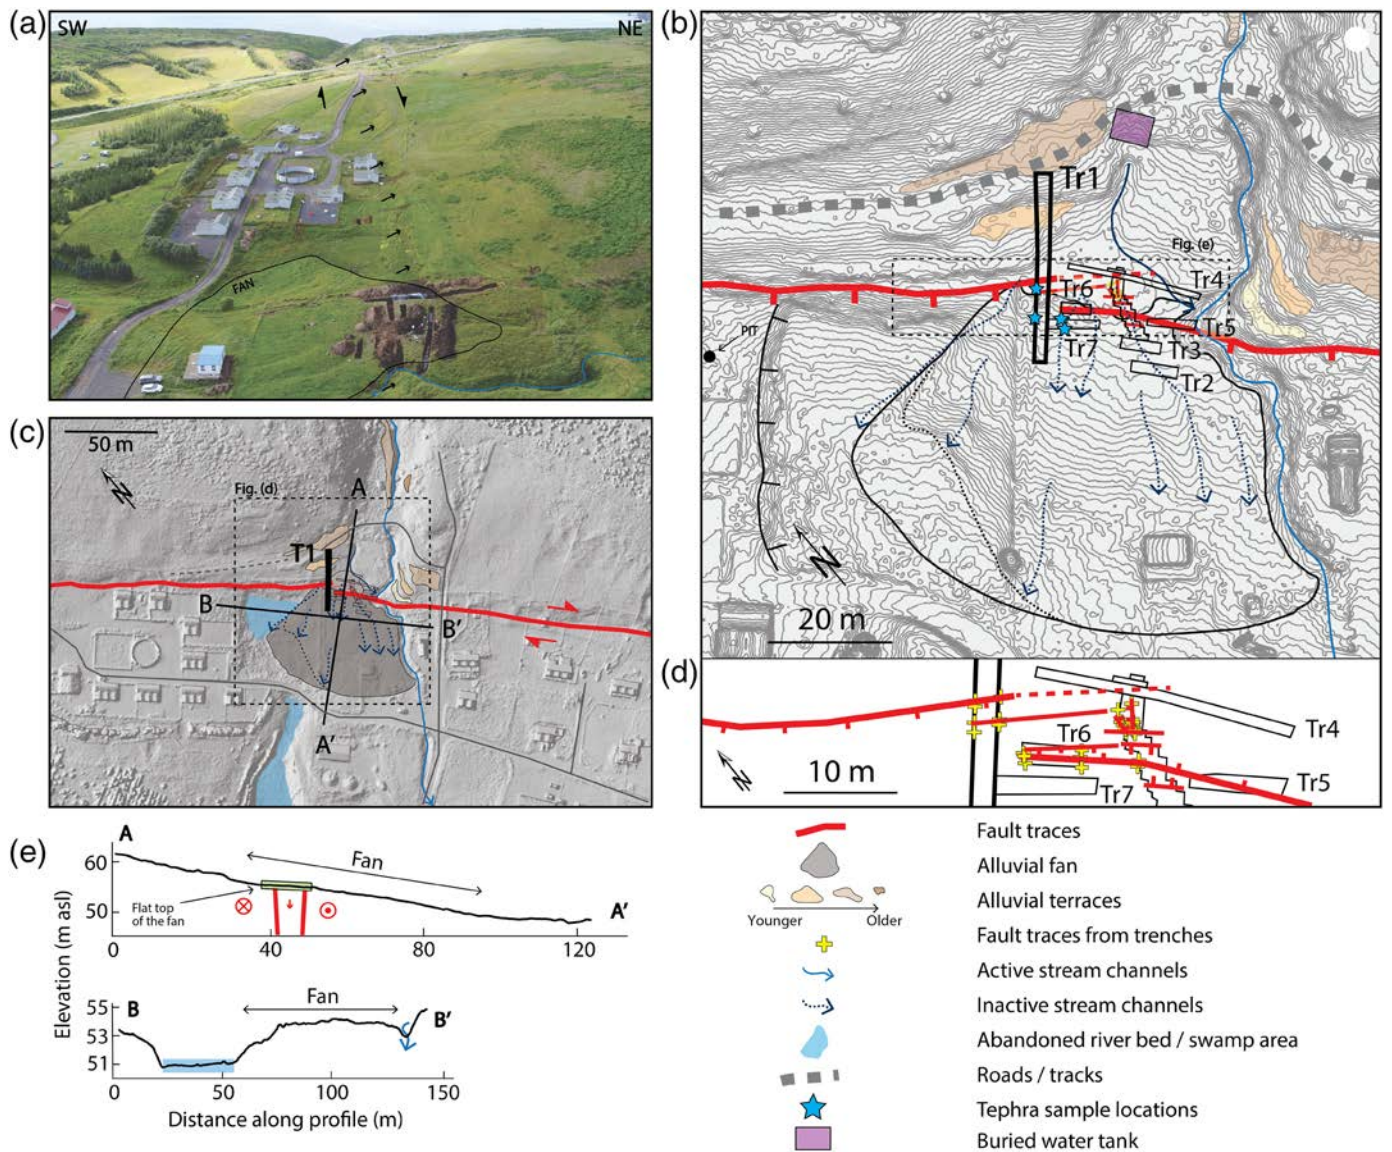 (a)
SW
NE
FAN
(b)
Tr1
Fig. (e)
Tr4
Tr6
Tr5
Tr7
Tr3
Tr2
PIT
N
20 m
(c)
50 m
N
Fig. (d)
A
T1
B
B'
A'
(d)
Tr4
Tr6
Tr5
Tr7
N
10 m
(e)
A
60
Fan
Flat top
of the fan
50
A'
0
40
80
120
Elevation (m asl)
55
B
Fan
B'
53
51
0
50
100
150
Distance along profile (m)
Fault traces
Alluvial fan
Alluvial terraces
Younger
Older
Fault traces from trenches
Active stream channels
Inactive stream channels
Abandoned river bed / swamp area
Roads / tracks
Tephra sample locations
Buried water tank